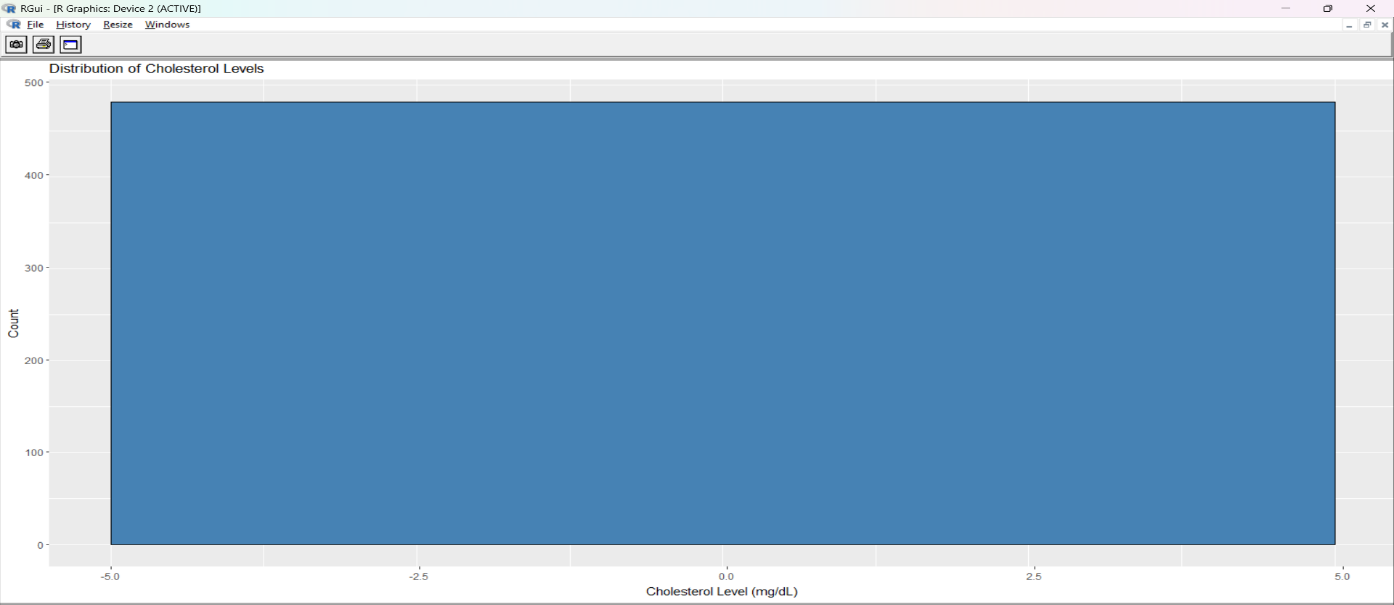 RGui - [R Graphics: Device 2 (ACTIVE)]
File History Resize Windows
Distribution of Cholesterol Levels
500
400
300
200
100
0
Count
-5.0 -2.5 0.0 2.5 5.0
Cholesterol Level (mg/dL)